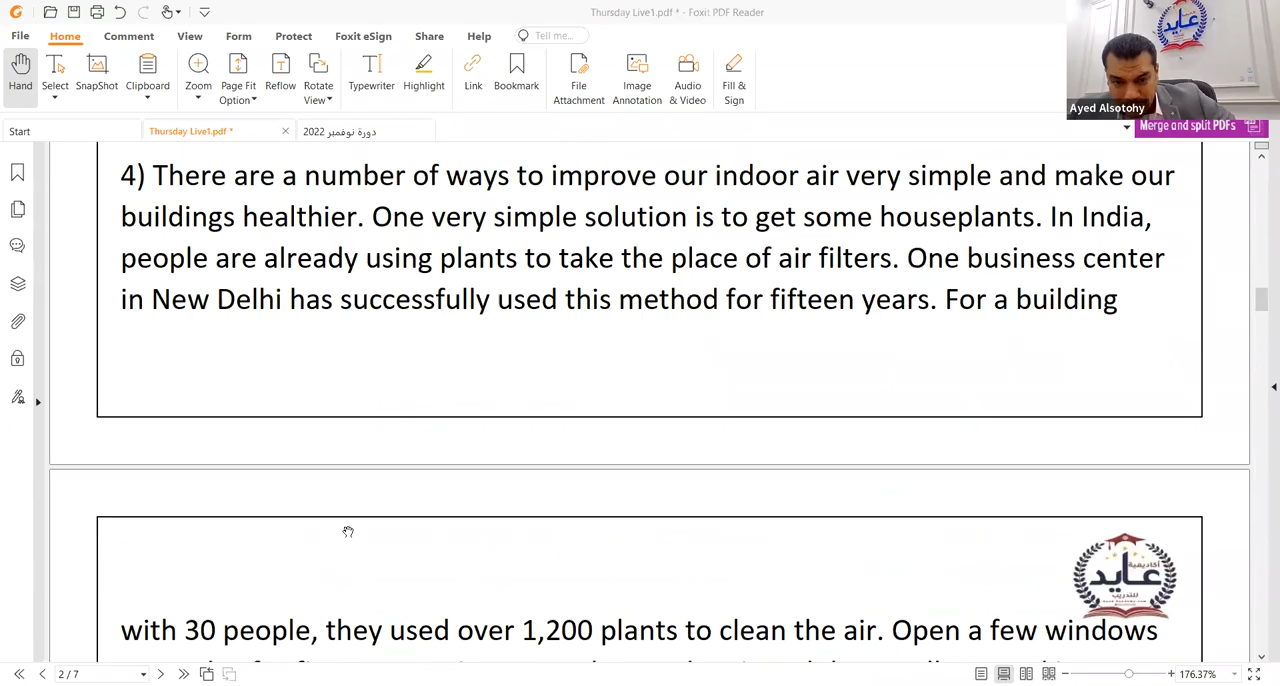 Thursday Live1.pdf * - Foxit PDF Reader
File Home Comment View Form Protect Foxit eSign Share Help Tell me...
Hand Select SnapShot Clipboard Zoom Page Fit Option Reflow Rotate View Typewriter Highlight Link Bookmark File Attachment Image Annotation Audio & Video Fill & Sign
عايد
Ayed Alsotohy
Start Thursday Live1.pdf * دورة نوفمبر 2022
Merge and split PDFs
4) There are a number of ways to improve our indoor air very simple and make our
buildings healthier. One very simple solution is to get some houseplants. In India,
people are already using plants to take the place of air filters. One business center
in New Delhi has successfully used this method for fifteen years. For a building
أكاديمية
عايد
للتدريب
with 30 people, they used over 1,200 plants to clean the air. Open a few windows
2 / 7 176.37%